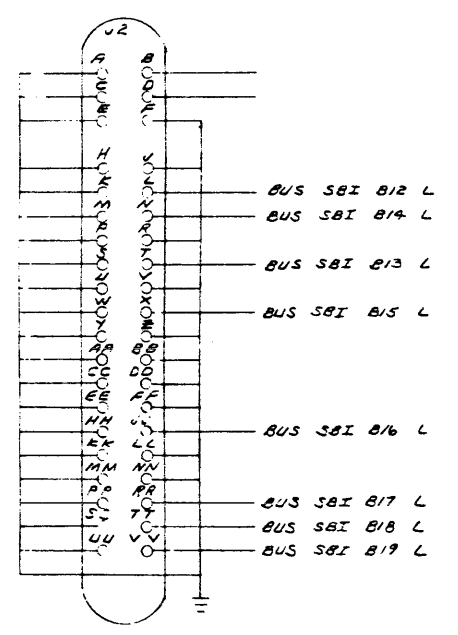 J2
A B
C D
E F
H
K L BUS SBI B12 L
M N BUS SBI B14 L
P R
S T BUS SBI B13 L
U V
W X BUS SBI B15 L
Y Z
AA BB
CC DD
EE FF
HH BUS SBI B16 L
KK LL
MM NN
PP RR BUS SBI B17 L
TT BUS SBI B18 L
UU VV BUS SBI B19 L